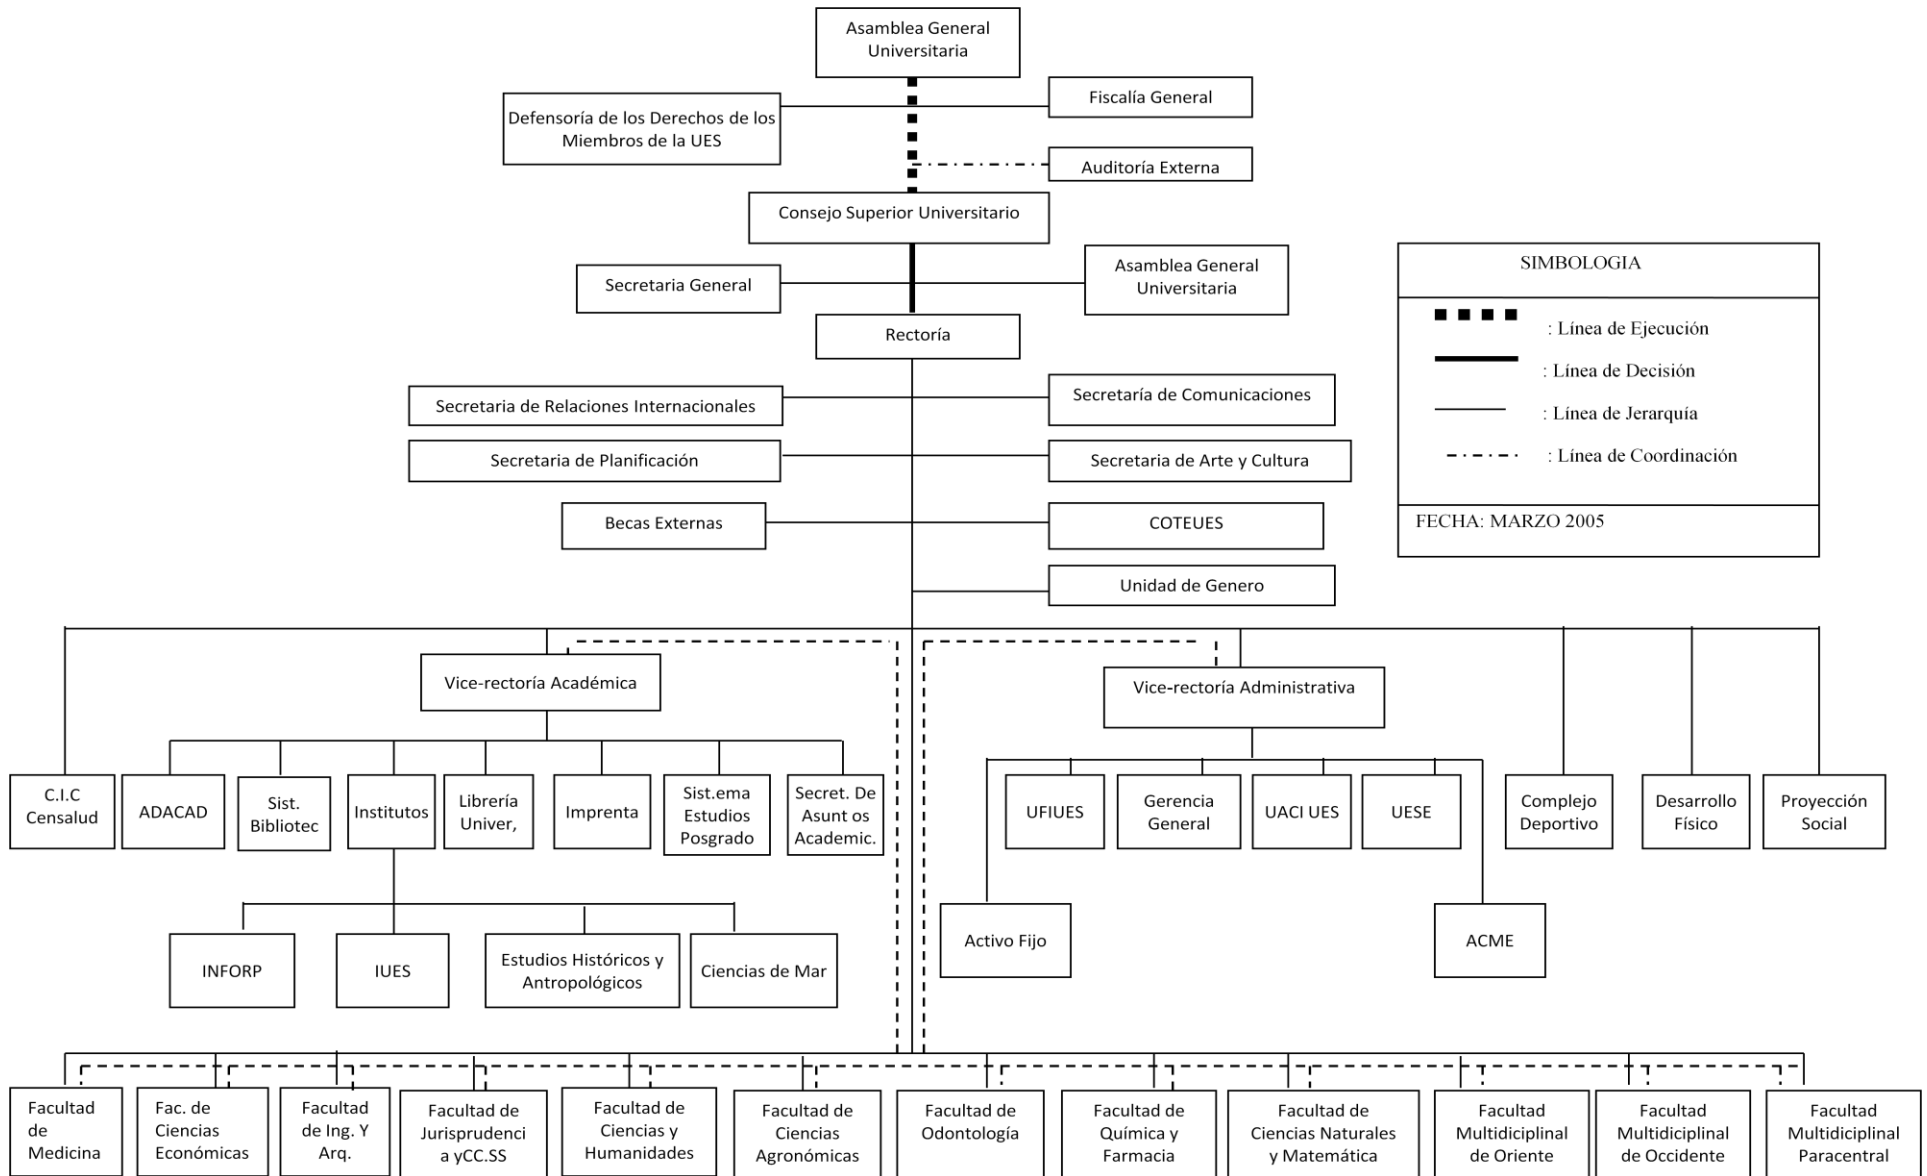 Asamblea General
Universitaria
Fiscalía General
Defensoría de los Derechos de los
Miembros de la UES
Auditoría Externa
Consejo Superior Universitario
Secretaria General
Asamblea General
Universitaria
Rectoría
SIMBOLOGIA
: Línea de Ejecución
: Línea de Decisión
: Línea de Jerarquía
: Línea de Coordinación
FECHA: MARZO 2005
Secretaria de Relaciones Internacionales
Secretaría de Comunicaciones
Secretaria de Planificación
Secretaria de Arte y Cultura
Becas Externas
COTEUES
Unidad de Genero
Vice-rectoría Académica
Vice-rectoría Administrativa
C.I.C
Censalud
ADACAD
Sist.
Bibliotec
Institutos
Librería
Univer,
Imprenta
Sist.ema
Estudios
Posgrado
Secret. De
Asunt os
Academic.
UFIUES
Gerencia
General
UACI UES
UESE
Complejo
Deportivo
Desarrollo
Físico
Proyección
Social
INFORP
IUES
Estudios Históricos y
Antropológicos
Ciencias de Mar
Activo Fijo
ACME
Facultad
de
Medicina
Fac. de
Ciencias
Económicas
Facultad
de Ing. Y
Arq.
Facultad de
Jurisprudenci
a yCC.SS
Facultad de
Ciencias y
Humanidades
Facultad de
Ciencias
Agronómicas
Facultad de
Odontología
Facultad de
Química y
Farmacia
Facultad de
Ciencias Naturales
y Matemática
Facultad
Multidiciplinal
de Oriente
Facultad
Multidiciplinal
de Occidente
Facultad
Multidiciplinal
Paracentral